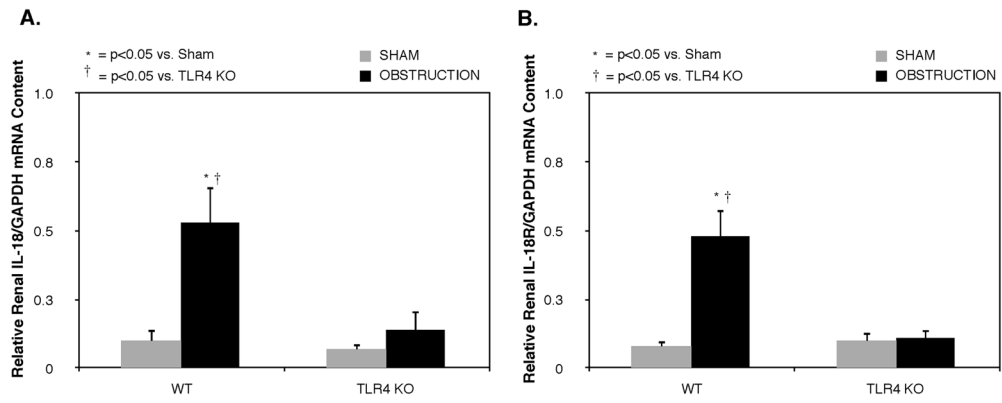 A.
* = p<0.05 vs. Sham
† = p<0.05 vs. TLR4 KO
SHAM
OBSTRUCTION
Relative Renal IL-18/GAPDH mRNA Content
1.0
0.8
0.5
0.3
0
* †
WT
TLR4 KO
B.
* = p<0.05 vs. Sham
† = p<0.05 vs. TLR4 KO
SHAM
OBSTRUCTION
Relative Renal IL-18R/GAPDH mRNA Content
1.0
0.8
0.5
0.3
0
* †
WT
TLR4 KO